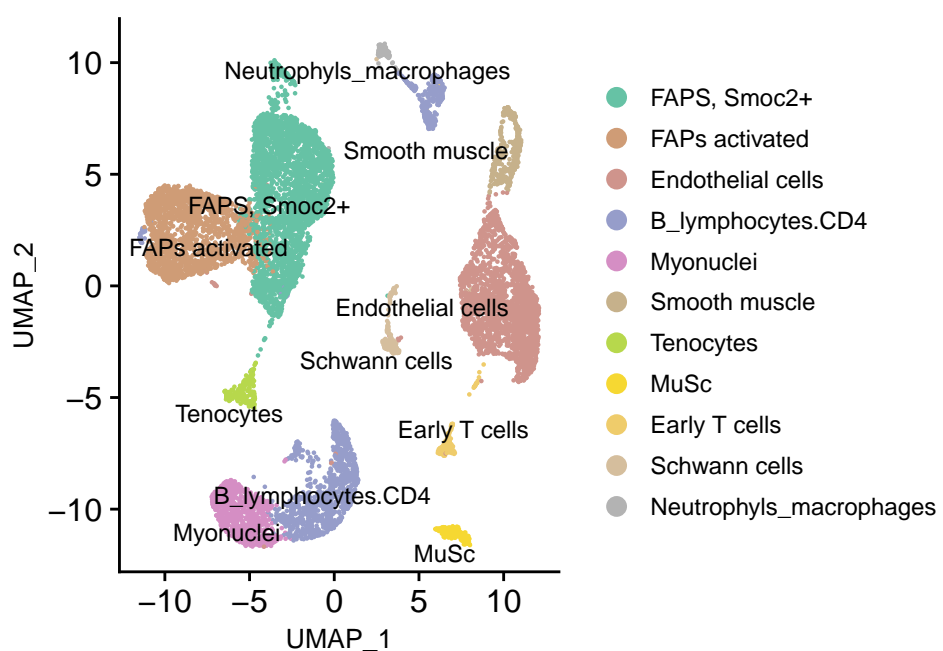 10
5
0
−5
−10
UMAP_2
−10 −5 0 5 10
UMAP_1
Neutrophyls_macrophages
Smooth muscle
FAPS, Smoc2+
FAPs activated
Endothelial cells
Schwann cells
Tenocytes
Early T cells
B_lymphocytes.CD4
Myonuclei
MuSc
FAPS, Smoc2+
FAPs activated
Endothelial cells
B_lymphocytes.CD4
Myonuclei
Smooth muscle
Tenocytes
MuSc
Early T cells
Schwann cells
Neutrophyls_macrophages